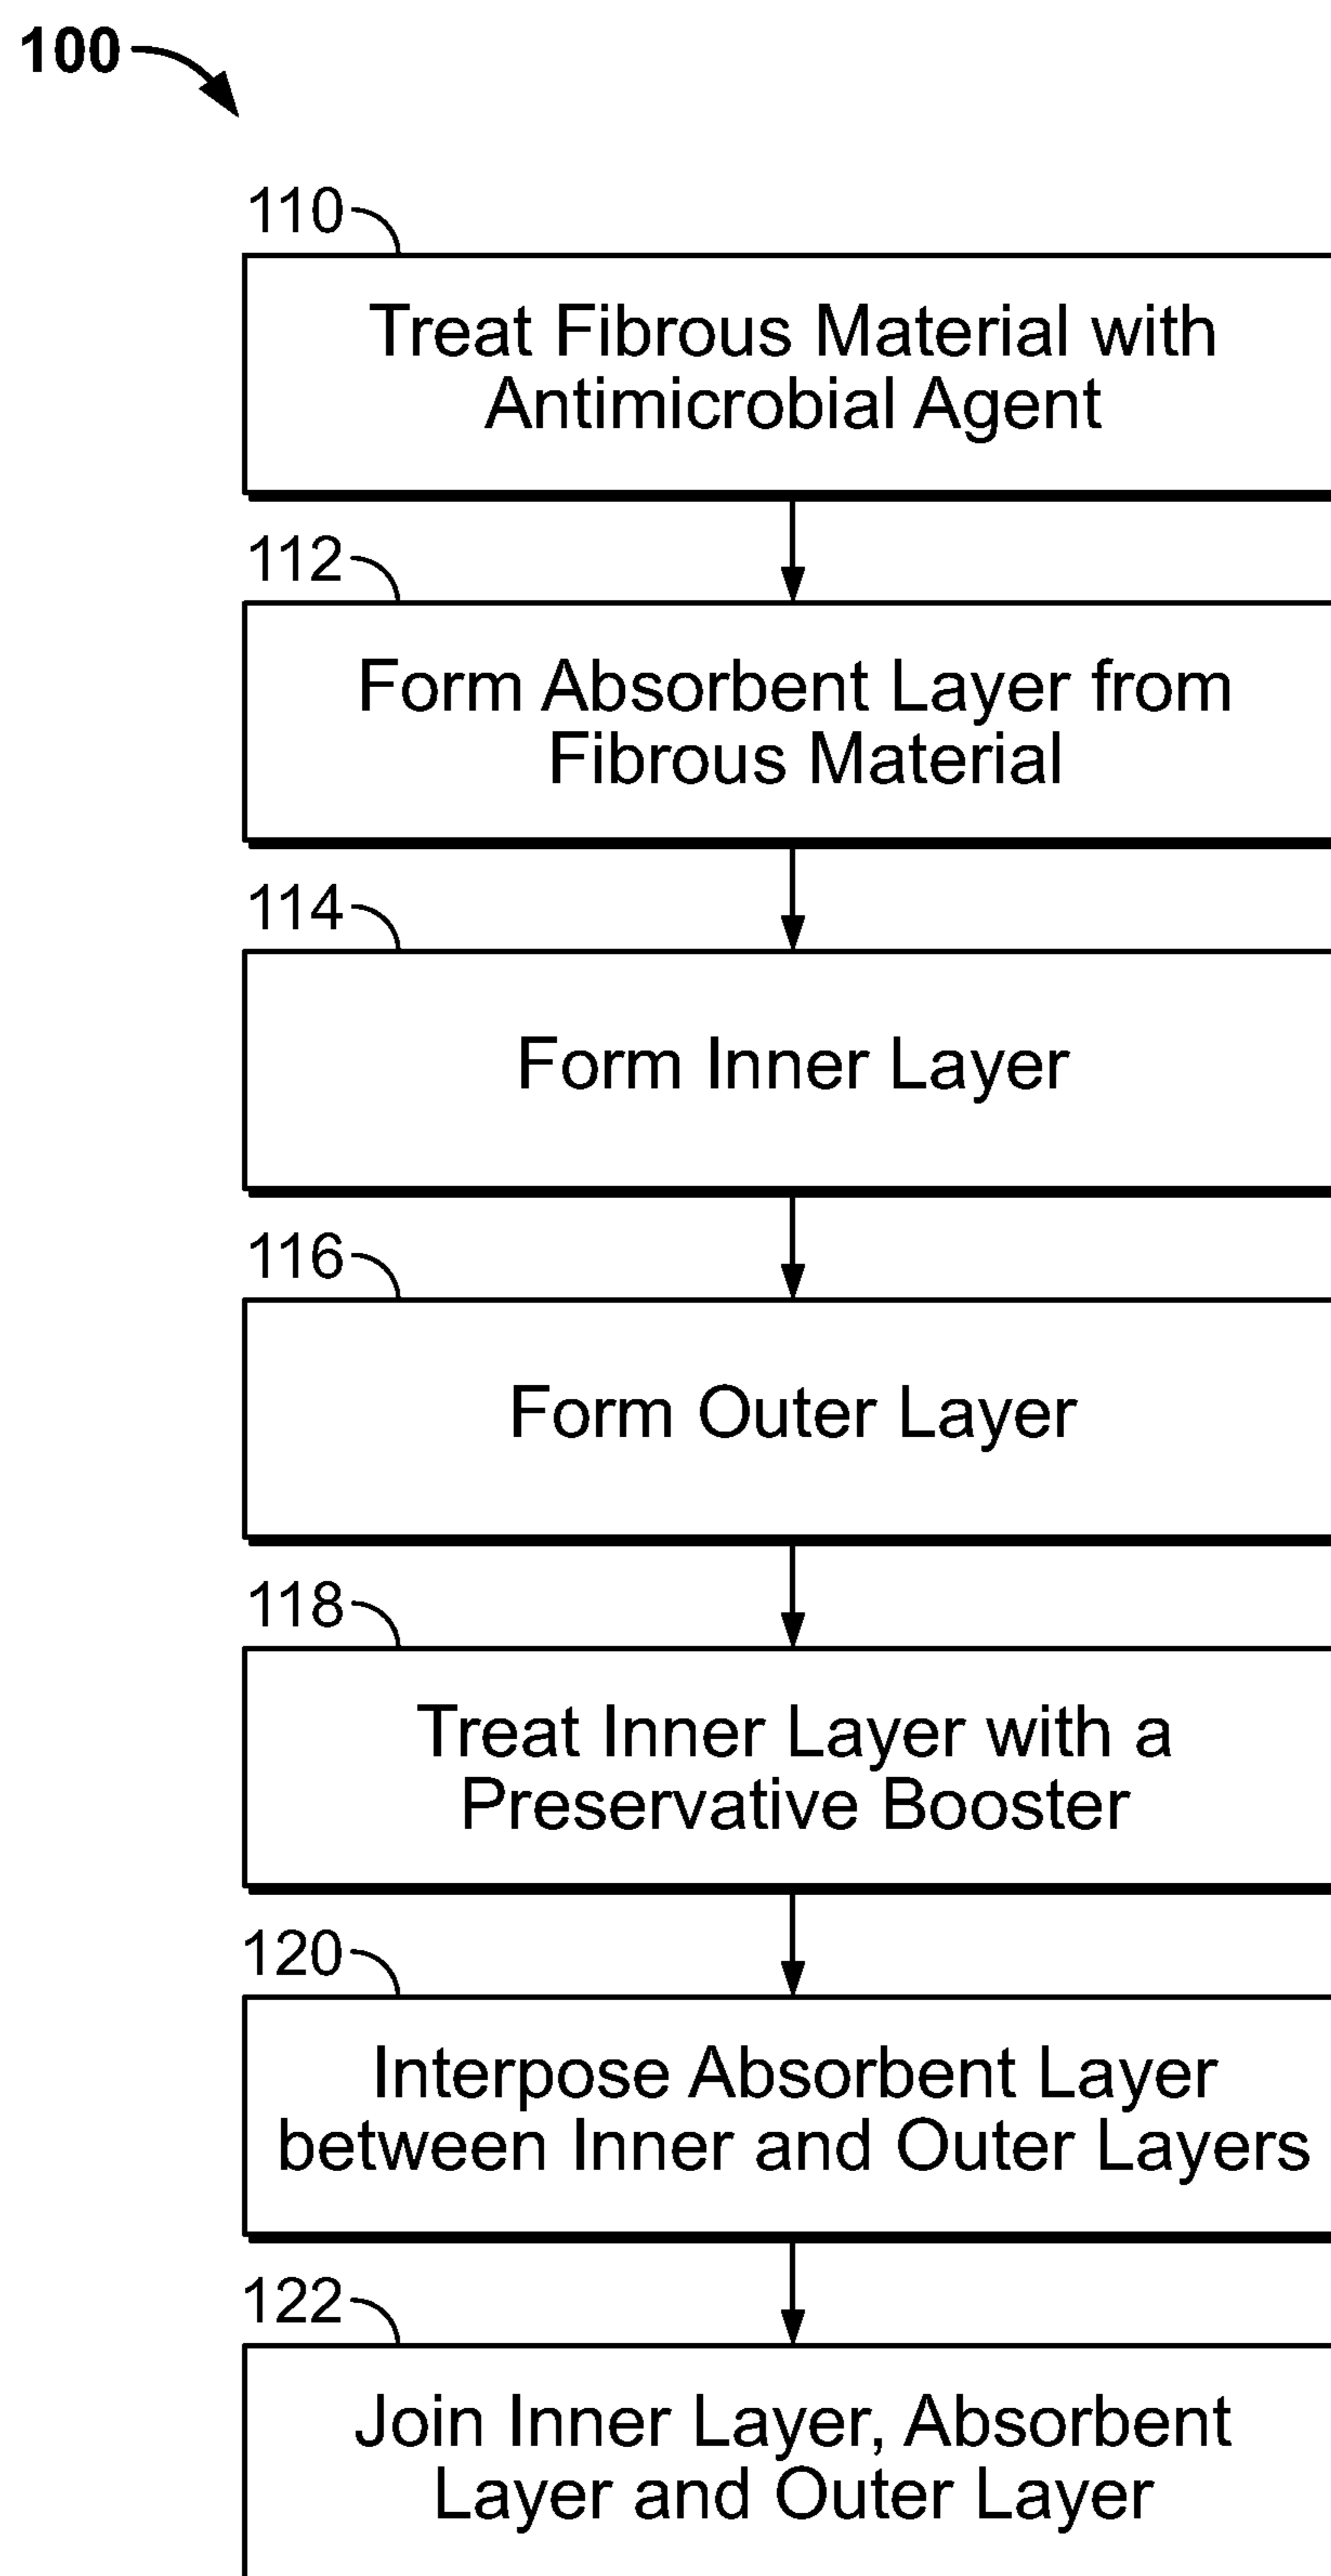 100
110
Treat Fibrous Material with
Antimicrobial Agent
112
Form Absorbent Layer from
Fibrous Material
114
Form Inner Layer
116
Form Outer Layer
118
Treat Inner Layer with a
Preservative Booster
120
Interpose Absorbent Layer
between Inner and Outer Layers
122
Join Inner Layer, Absorbent
Layer and Outer Layer